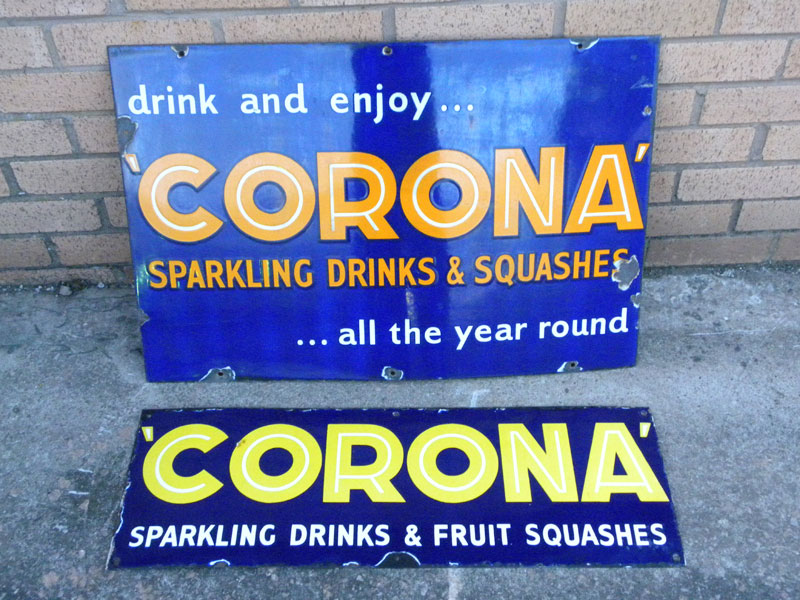 drink and enjoy...
'CORONA'
SPARKLING DRINKS & SQUASHES
...all the year round
'CORONA'
SPARKLING DRINKS & FRUIT SQUASHES